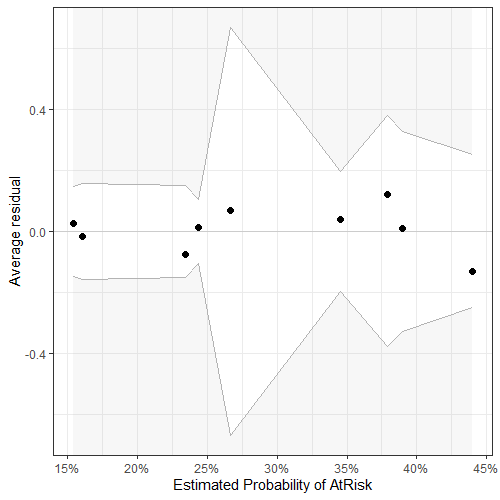 Average residual
0.4
0.0
-0.4
15% 20% 25% 30% 35% 40% 45%
Estimated Probability of AtRisk